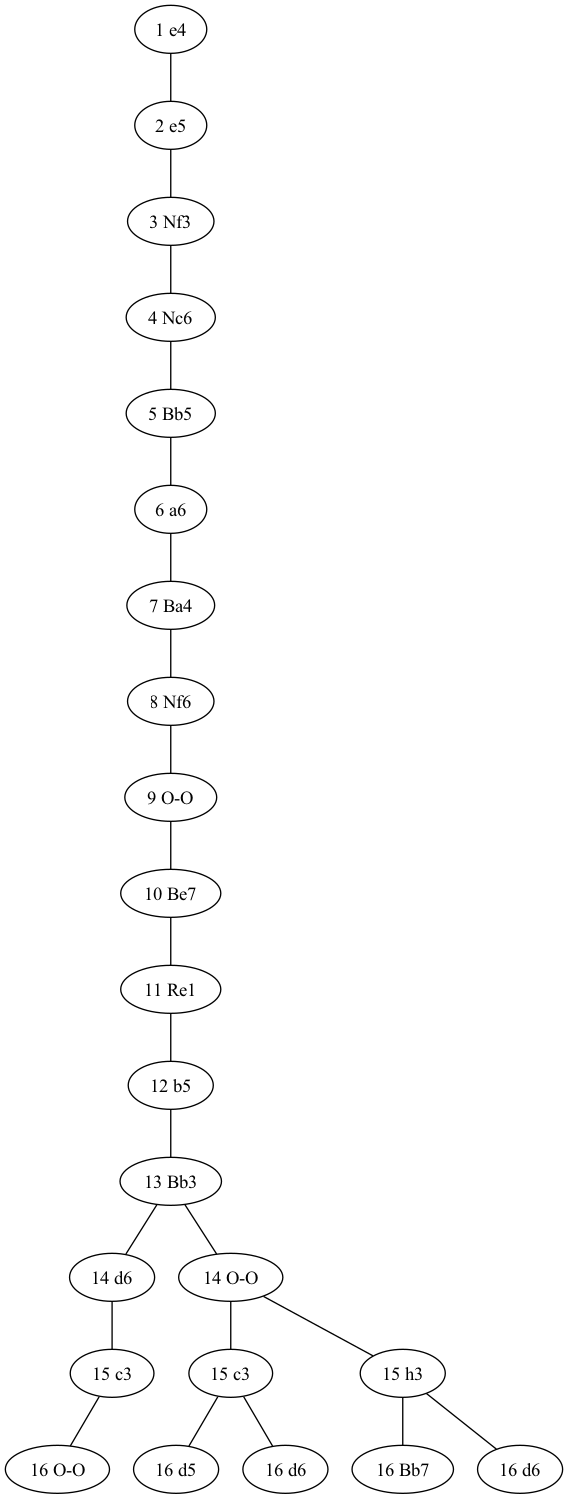 1 e4
2 e5
3 Nf3
4 Nc6
5 Bb5
6 a6
7 Ba4
8 Nf6
9 O-O
10 Be7
11 Re1
12 b5
13 Bb3
14 d6
14 O-O
15 c3
15 c3
15 h3
16 O-O
16 d5
16 d6
16 Bb7
16 d6